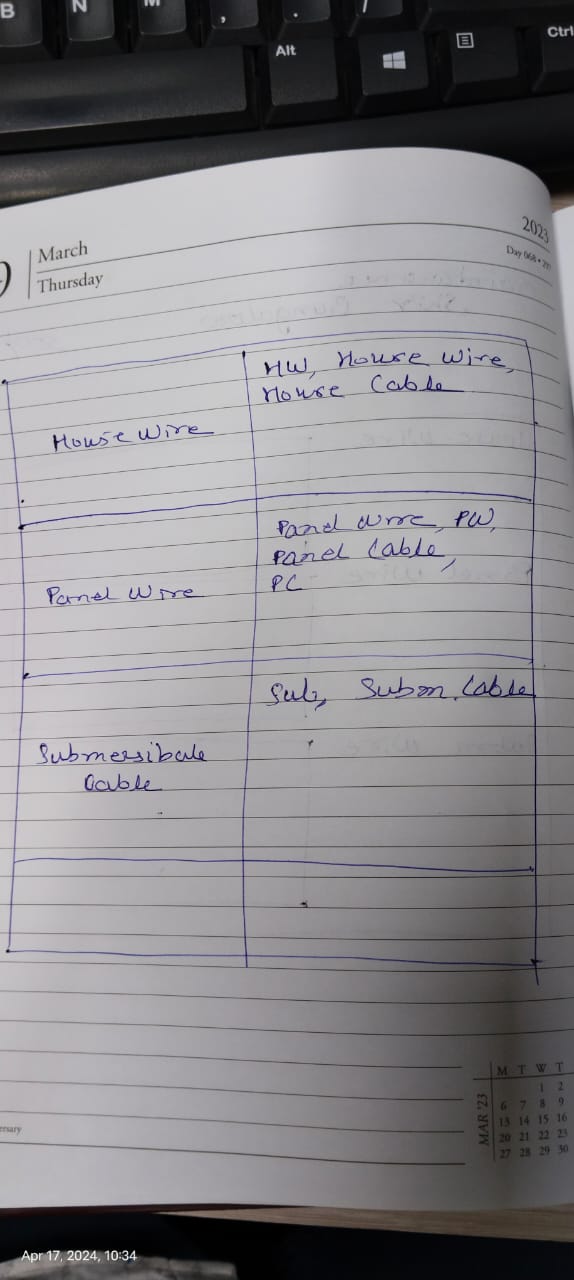 B N M , . /
Alt
Ctrl
2023
March
Thursday
Day 068
HW, House Wire,
House Cable
House Wire
Panel Wire, PW,
Panel Cable,
PC
Panel Wire
Sub, Subm. Cable
Submersibale
Cable
MAR '23
M T W T
1 2
6 7 8 9
13 14 15 16
20 21 22 23
27 28 29 30
Apr 17, 2024, 10:34